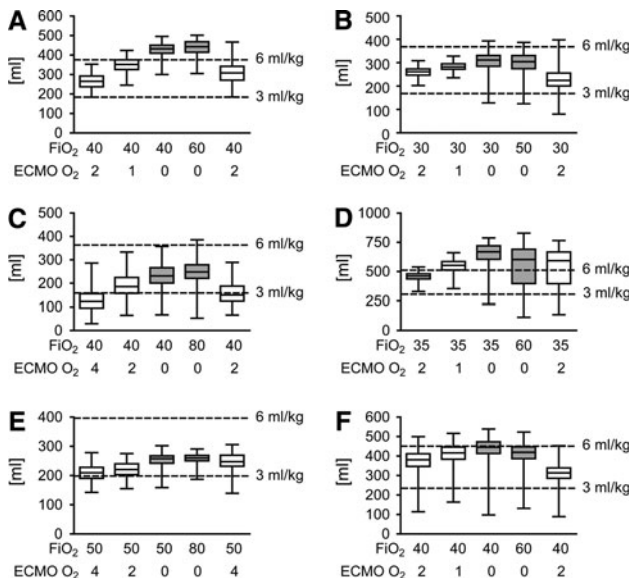 A
600
500
400
300
200
100
0
[ml]
6 ml/kg
3 ml/kg
FiO₂ 40 40 40 60 40
ECMO O₂ 2 1 0 0 2
B
500
400
300
200
100
0
[ml]
6 ml/kg
3 ml/kg
FiO₂ 30 30 30 50 30
ECMO O₂ 2 1 0 0 2
C
500
400
300
200
100
0
[ml]
6 ml/kg
3 ml/kg
FiO₂ 40 40 40 80 40
ECMO O₂ 4 2 0 0 2
D
1000
750
500
250
0
[ml]
6 ml/kg
3 ml/kg
FiO₂ 35 35 35 60 35
ECMO O₂ 2 1 0 0 2
E
400
300
200
100
0
[ml]
6 ml/kg
3 ml/kg
FiO₂ 50 50 50 80 50
ECMO O₂ 4 2 0 0 4
F
600
500
400
300
200
100
0
[ml]
6 ml/kg
3 ml/kg
FiO₂ 40 40 40 60 40
ECMO O₂ 2 1 0 0 2